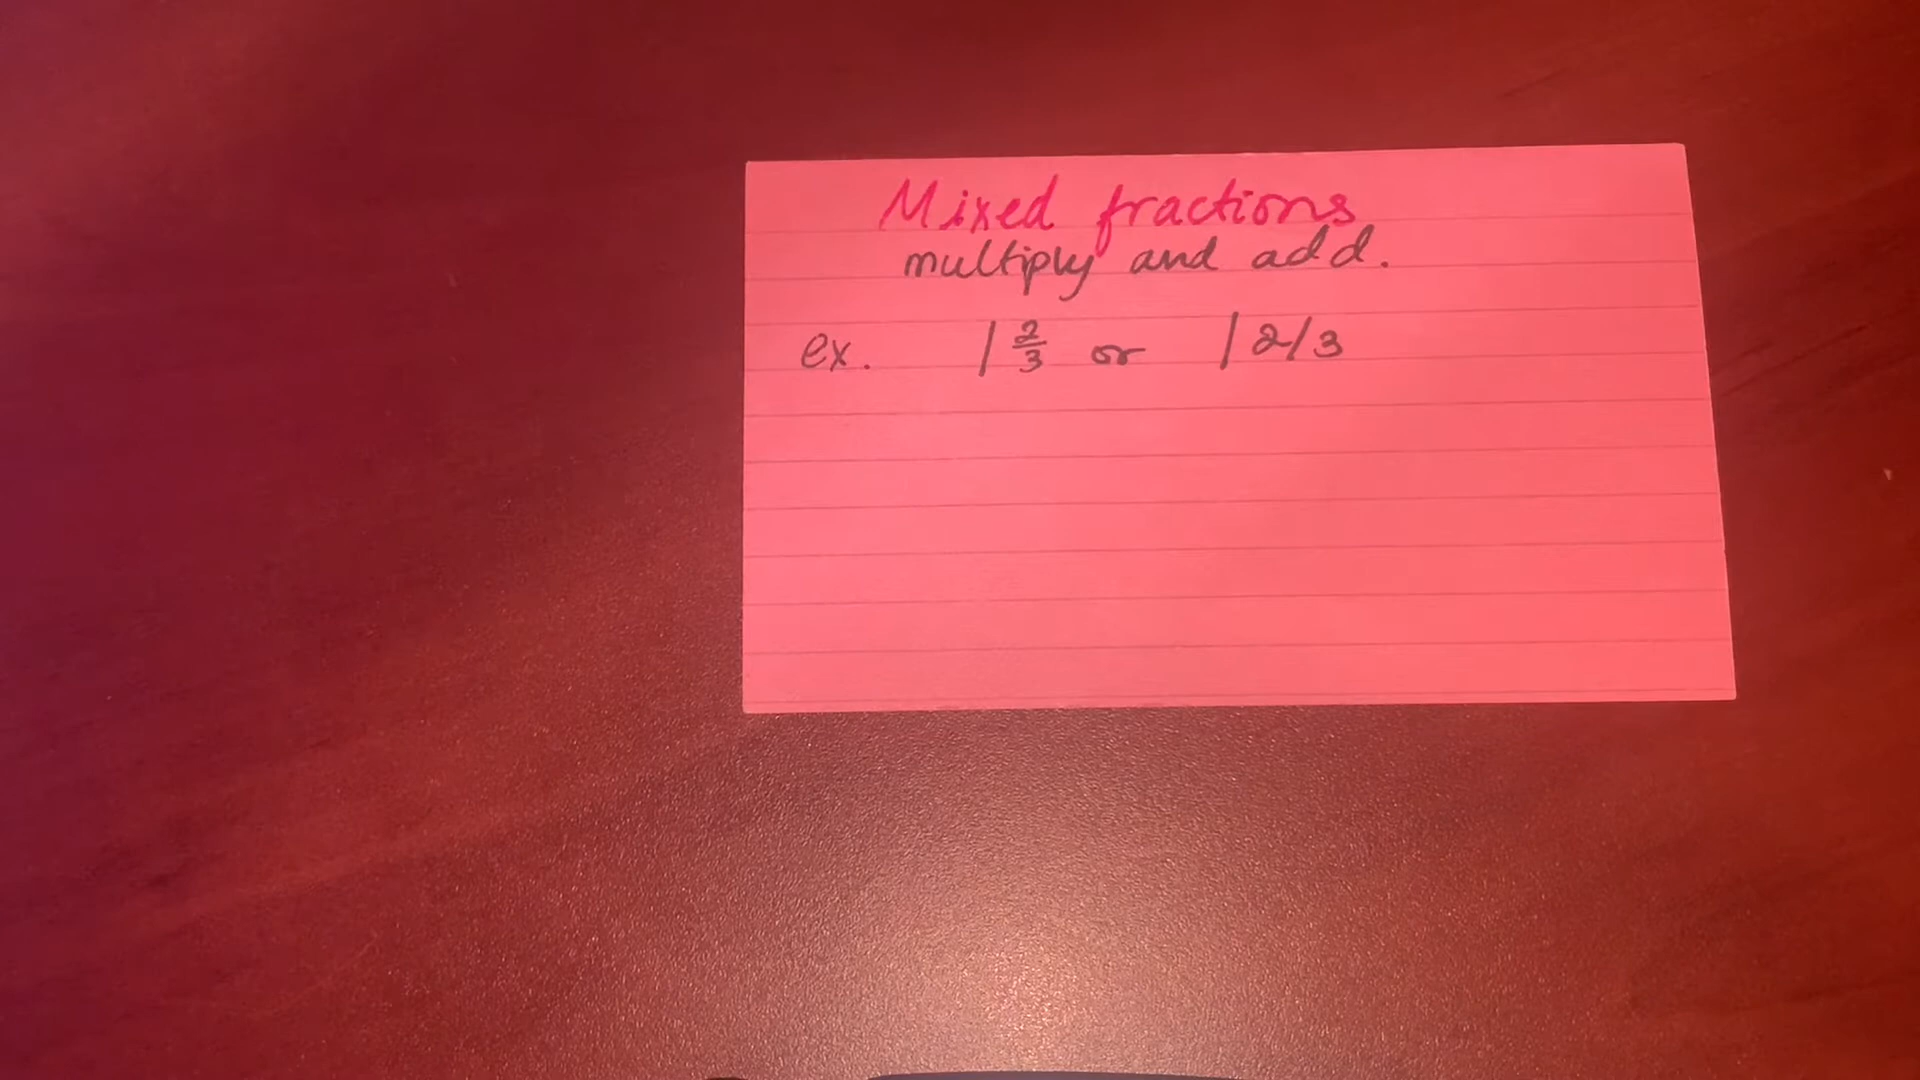 Mixed fractions
multiply and add.
ex. 1 2/3 or 1 2/3